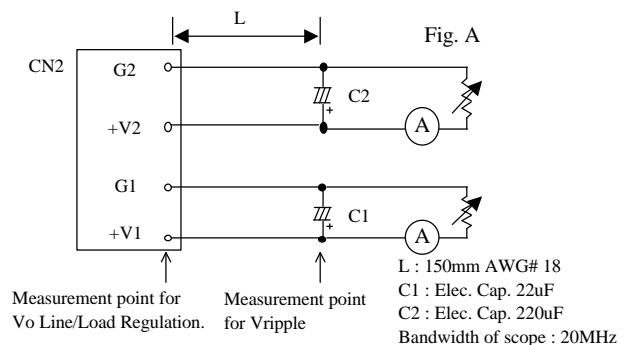 L
Fig. A
CN2
G2
C2
+
+V2
A
G1
C1
+
+V1
A
L : 150mm AWG# 18
Measurement point for
Vo Line/Load Regulation.
Measurement point
for Vripple
C1 : Elec. Cap. 22uF
C2 : Elec. Cap. 220uF
Bandwidth of scope : 20MHz